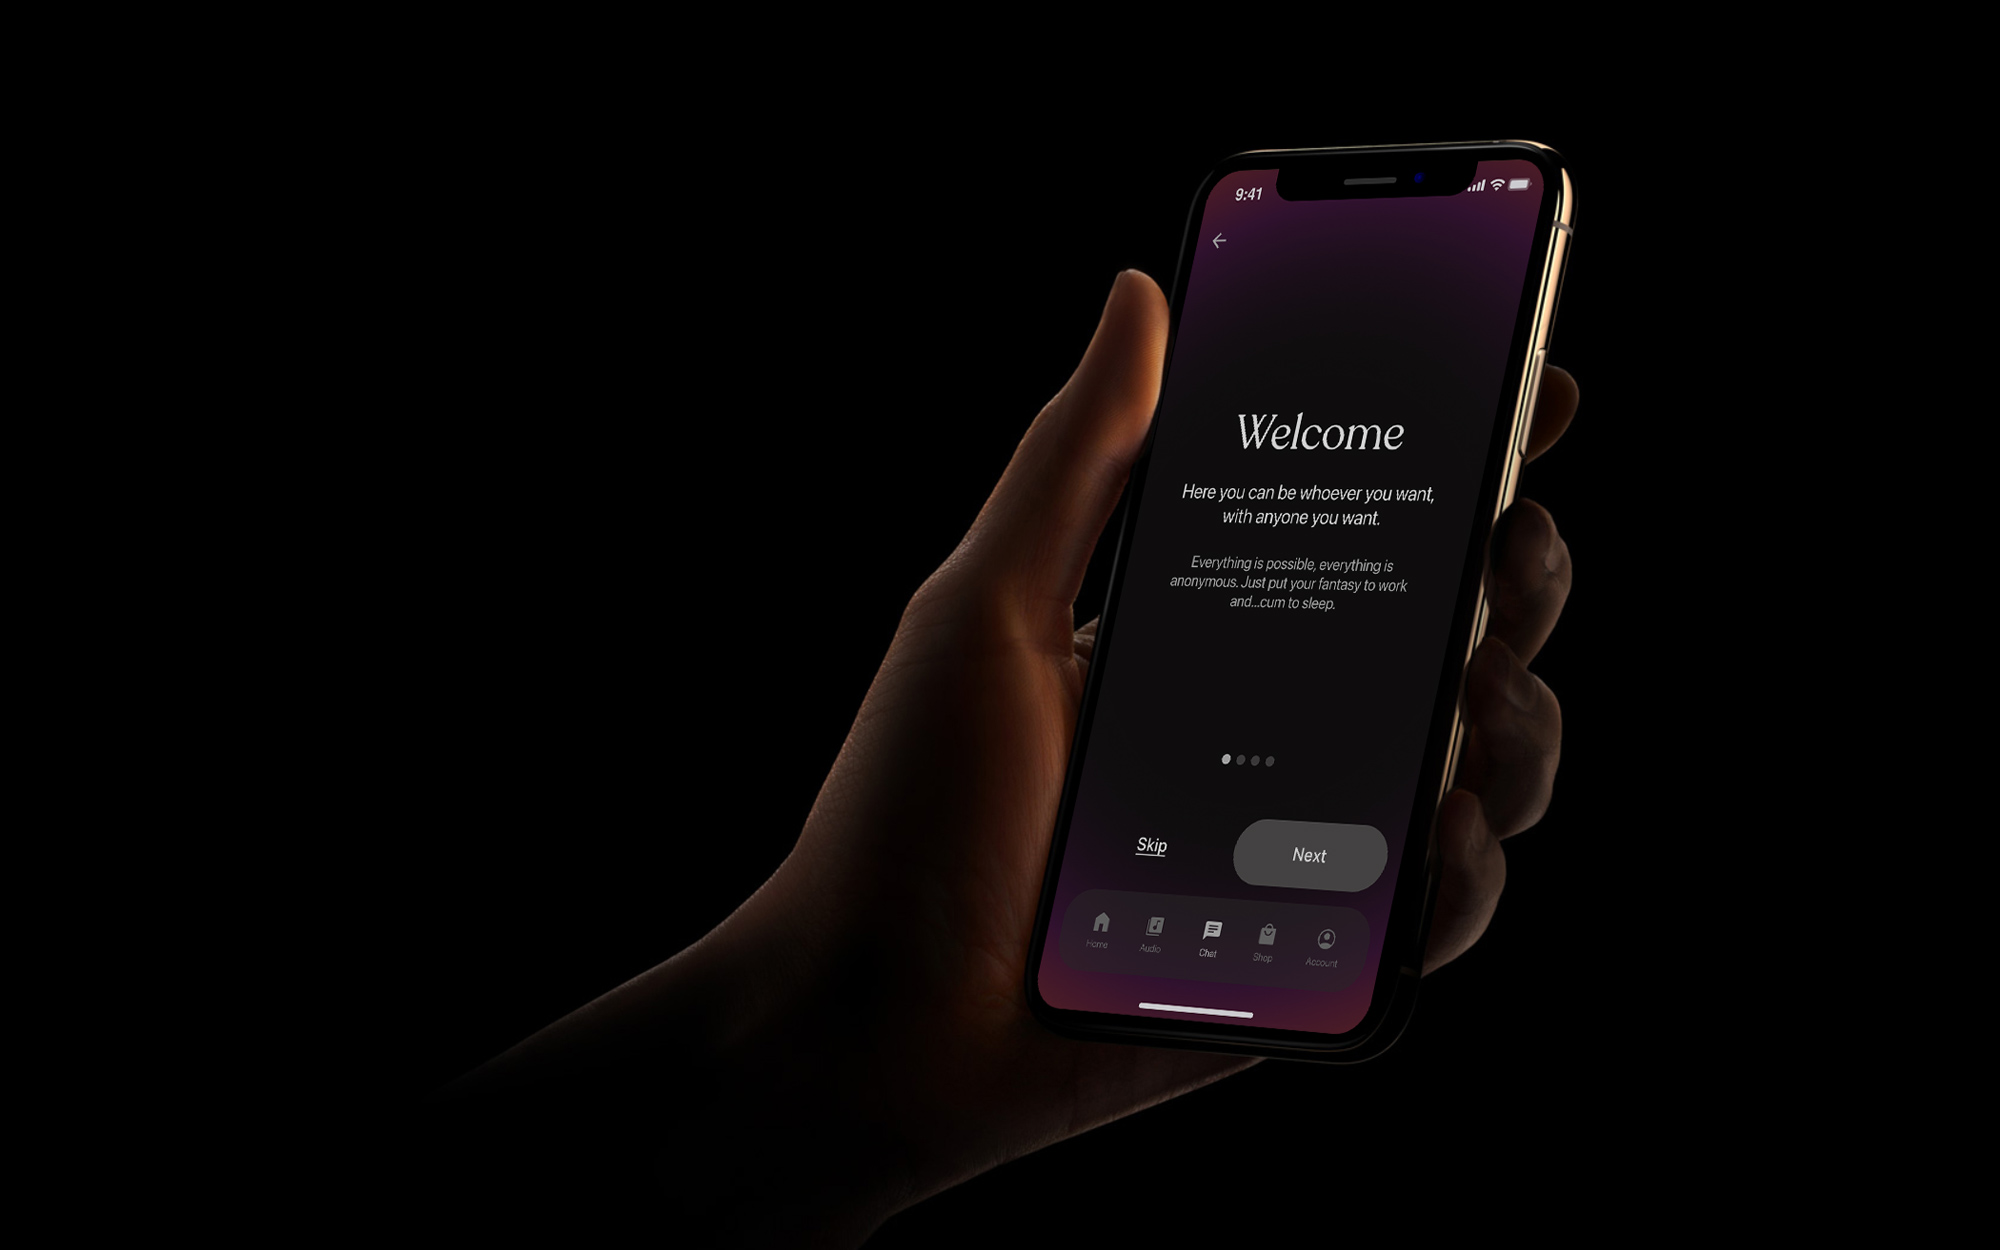 9:41
Welcome
Here you can be whoever you want,
with anyone you want.
Everything is possible, everything is
anonymous. Just put your fantasy to work
and...cum to sleep.
Skip
Next
Home
Audio
Chat
Shop
Account